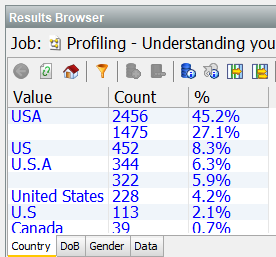 Results Browser
Job: Profiling - Understanding you
Value Count %
USA 2456 45.2%
1475 27.1%
US 452 8.3%
U.S.A 344 6.3%
322 5.9%
United States 228 4.2%
U.S 113 2.1%
Canada 39 0.7%
Country DoB Gender Data